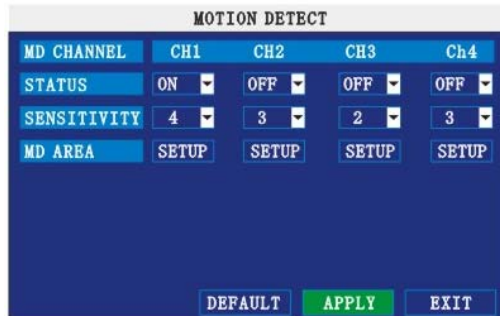 MOTION DETECT
MD CHANNEL CH1 CH2 CH3 Ch4
STATUS ON OFF OFF OFF
SENSITIVITY 4 3 2 3
MD AREA SETUP SETUP SETUP SETUP
DEFAULT APPLY EXIT